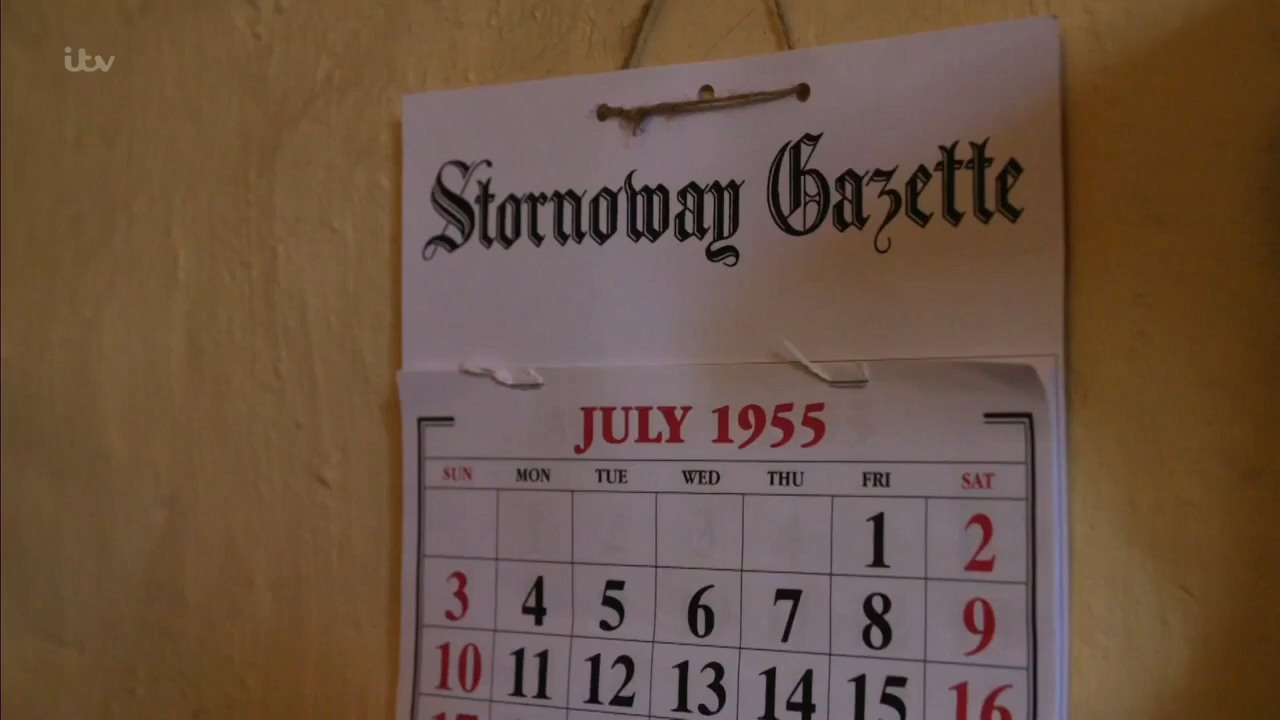 itv
Stornoway Gazette
JULY 1955
SUN MON TUE WED THU FRI SAT
1 2
3 4 5 6 7 8 9
10 11 12 13 14 15 16
17